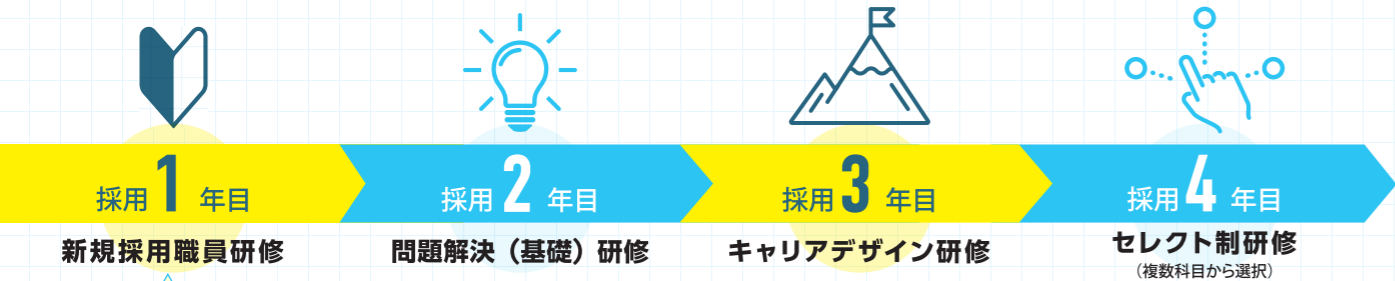 採用1年目
新規採用職員研修
採用2年目
問題解決（基礎）研修
採用3年目
キャリアデザイン研修
採用4年目
セレクト制研修
（複数科目から選択）